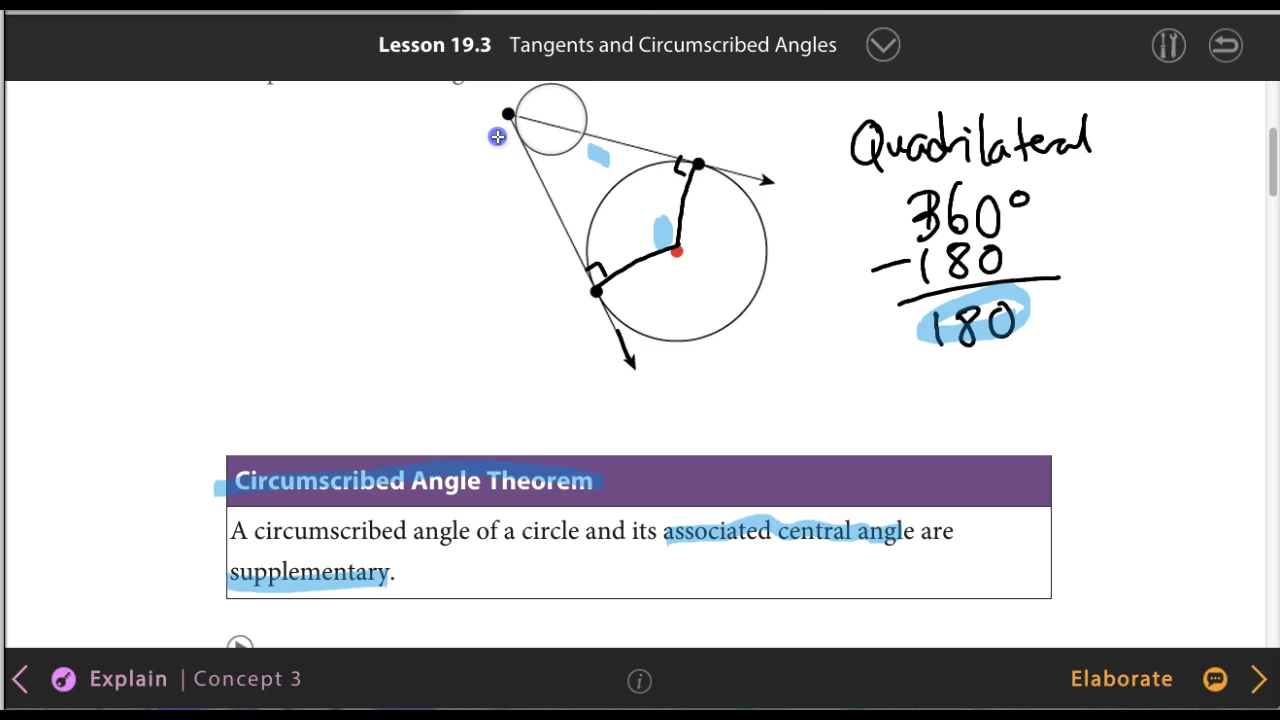 Lesson 19.3 Tangents and Circumscribed Angles
Quadrilateral
360°
-180
180
Circumscribed Angle Theorem
A circumscribed angle of a circle and its associated central angle are
supplementary.
Explain | Concept 3
Elaborate